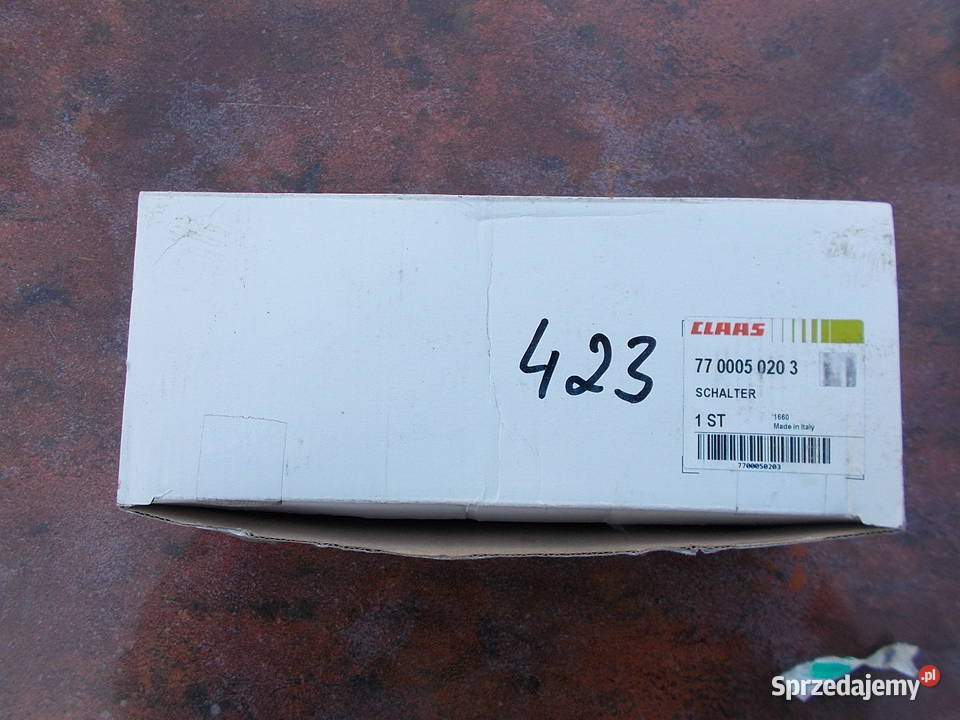 423
CLAAS
77 0005 020 3
SCHALTER
1 ST
1660
Made in Italy
7700050203
Sprzedajemy.pl